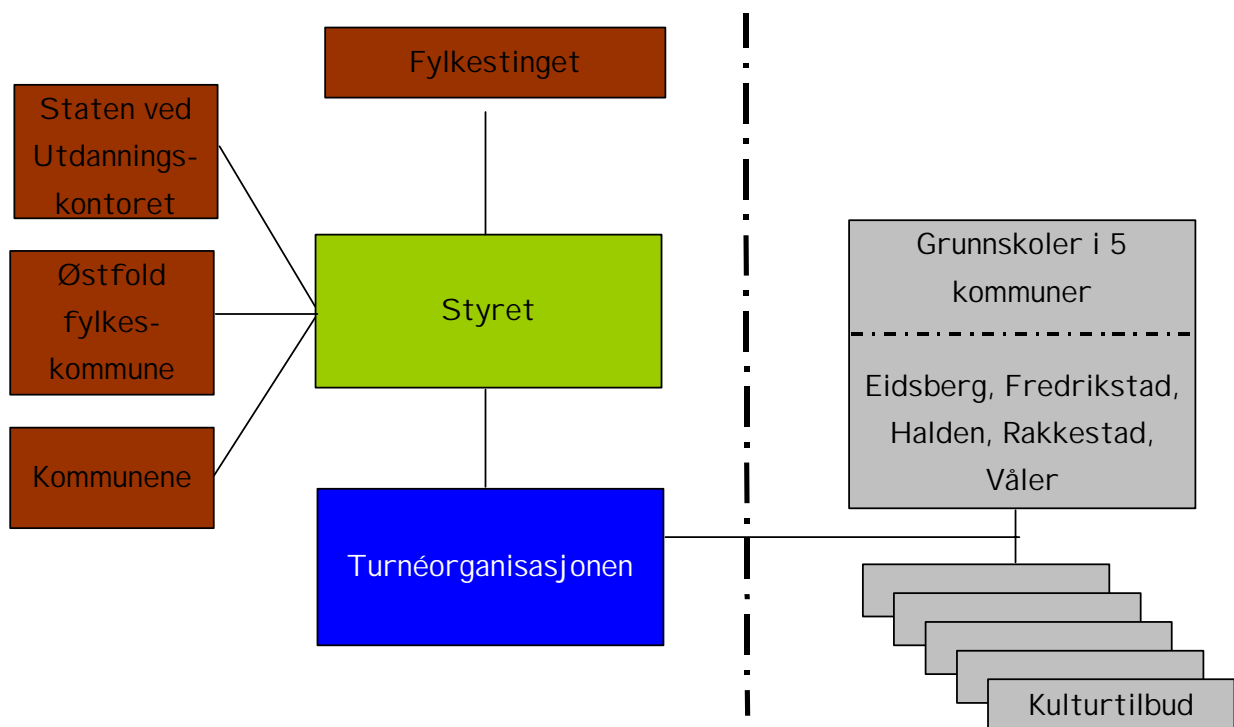 Fylkestinget
Staten ved
Utdannings-
kontoret
Østfold
fylkes-
kommune
Kommunene
Styret
Turnéorganisasjonen
Grunnskoler i 5
kommuner
Eidsberg, Fredrikstad,
Halden, Rakkestad,
Våler
Kulturtilbud